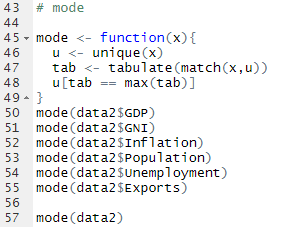 43 # mode
44
45 mode <- function(x){
46 u <- unique(x)
47 tab <- tabulate(match(x,u))
48 u[tab == max(tab)]
49 }
50 mode(data2$GDP)
51 mode(data2$GNI)
52 mode(data2$Inflation)
53 mode(data2$Population)
54 mode(data2$Unemployment)
55 mode(data2$Exports)
56
57 mode(data2)